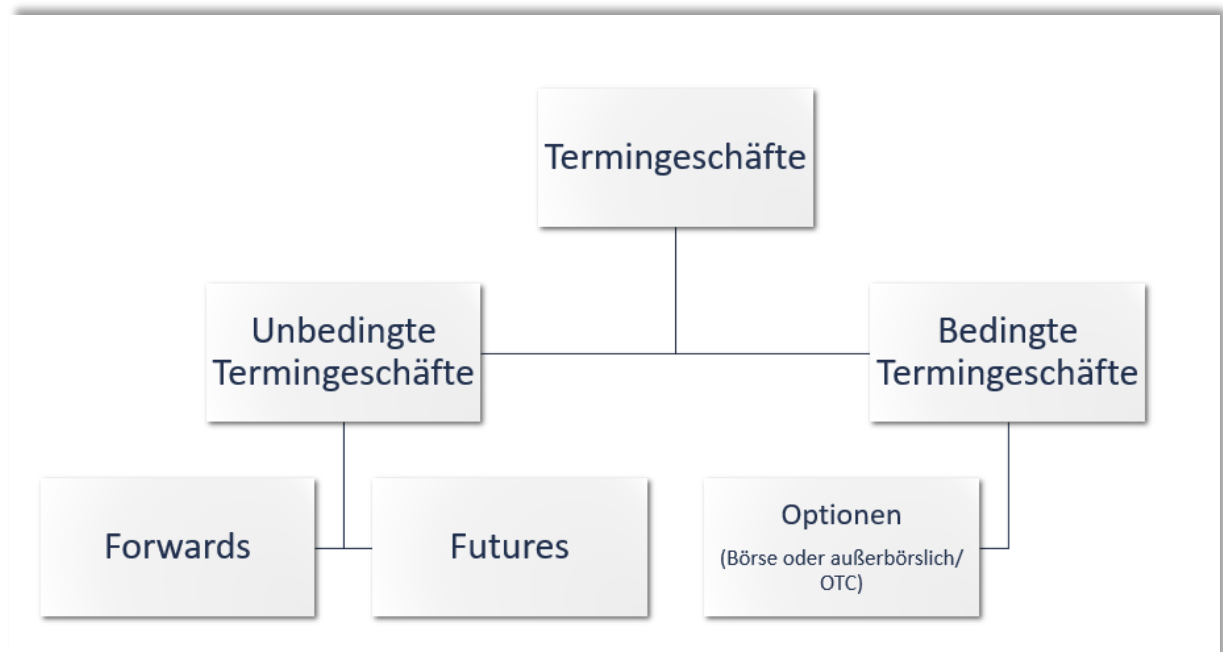 Termingeschäfte
Unbedingte
Termingeschäfte
Bedingte
Termingeschäfte
Forwards
Futures
Optionen
(Börse oder außerbörslich/
OTC)